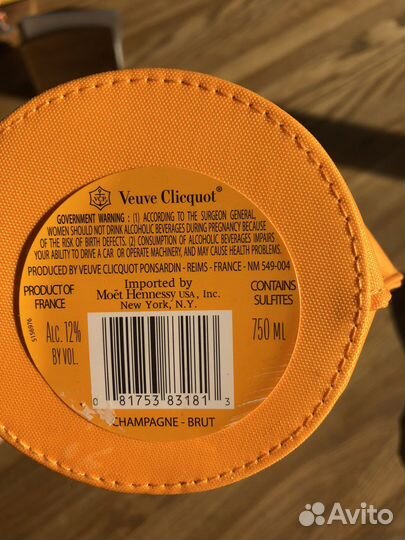 Veuve Clicquot®
GOVERNMENT WARNING: (1) ACCORDING TO THE SURGEON GENERAL,
WOMEN SHOULD NOT DRINK ALCOHOLIC BEVERAGES DURING PREGNANCY BECAUSE
OF THE RISK OF BIRTH DEFECTS. (2) CONSUMPTION OF ALCOHOLIC BEVERAGES IMPAIRS
YOUR ABILITY TO DRIVE A CAR OR OPERATE MACHINERY, AND MAY CAUSE HEALTH PROBLEMS.
PRODUCED BY VEUVE CLICQUOT PONSARDIN - REIMS - FRANCE - NM 549-004
PRODUCT OF
FRANCE
Imported by
Moët Hennessy USA, Inc.
New York, N.Y.
CONTAINS
SULFITES
5156976
ALC. 12%
BY VOL.
750 ML
0 81753 83181 3
CHAMPAGNE - BRUT
Avito